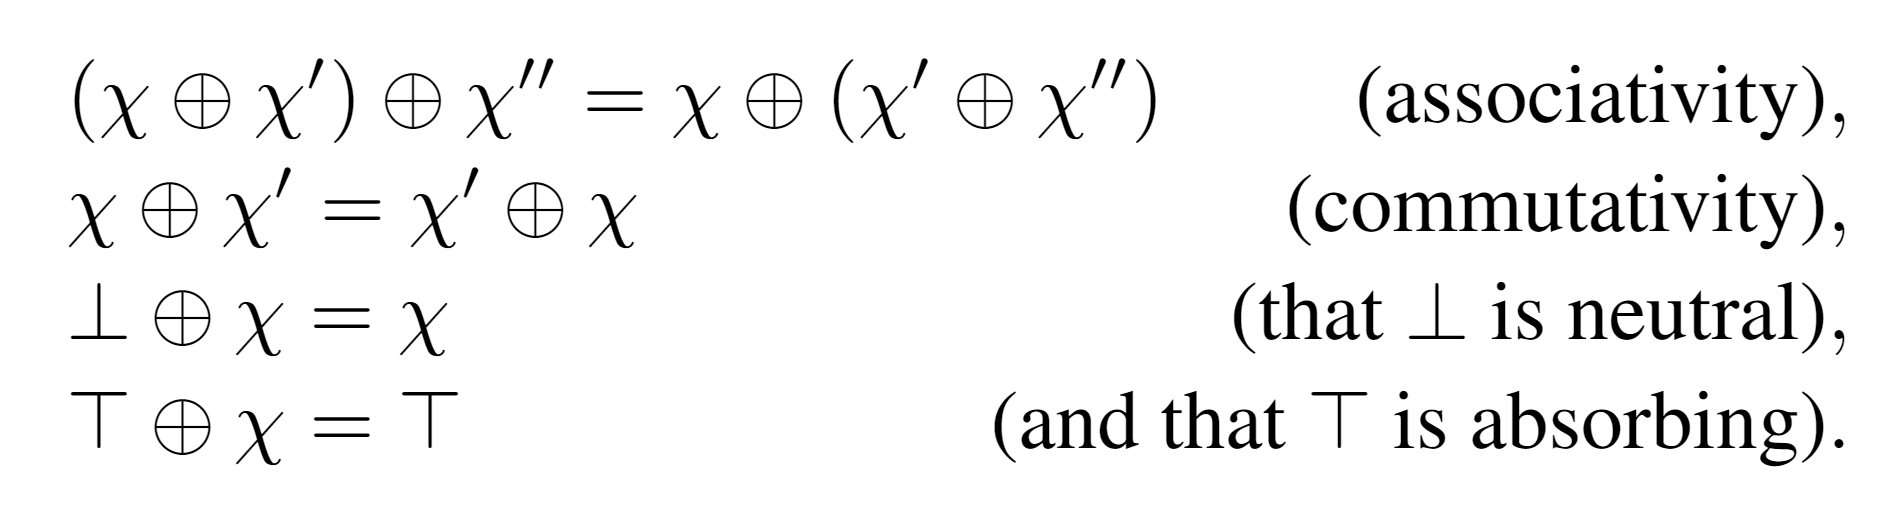 (χ ⊕ χ′) ⊕ χ″ = χ ⊕ (χ′ ⊕ χ″) (associativity),
χ ⊕ χ′ = χ′ ⊕ χ (commutativity),
⊥ ⊕ χ = χ (that ⊥ is neutral),
⊤ ⊕ χ = ⊤ (and that ⊤ is absorbing).